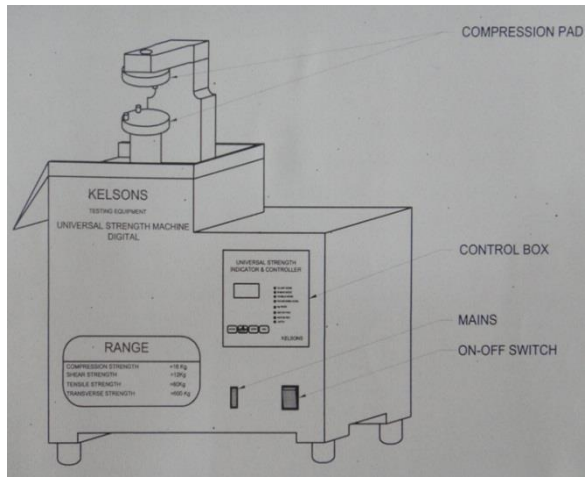 COMPRESSION PAD
KELSONS
TESTING EQUIPMENT
UNIVERSAL STRENGTH MACHINE
DIGITAL
UNIVERSAL STRENGTH
INDICATOR & CONTROLLER
KELSONS
CONTROL BOX
MAINS
ON-OFF SWITCH
RANGE
COMPRESSION STRENGTH
SHEAR STRENGTH
TENSILE STRENGTH
TRANSVERSE STRENGTH